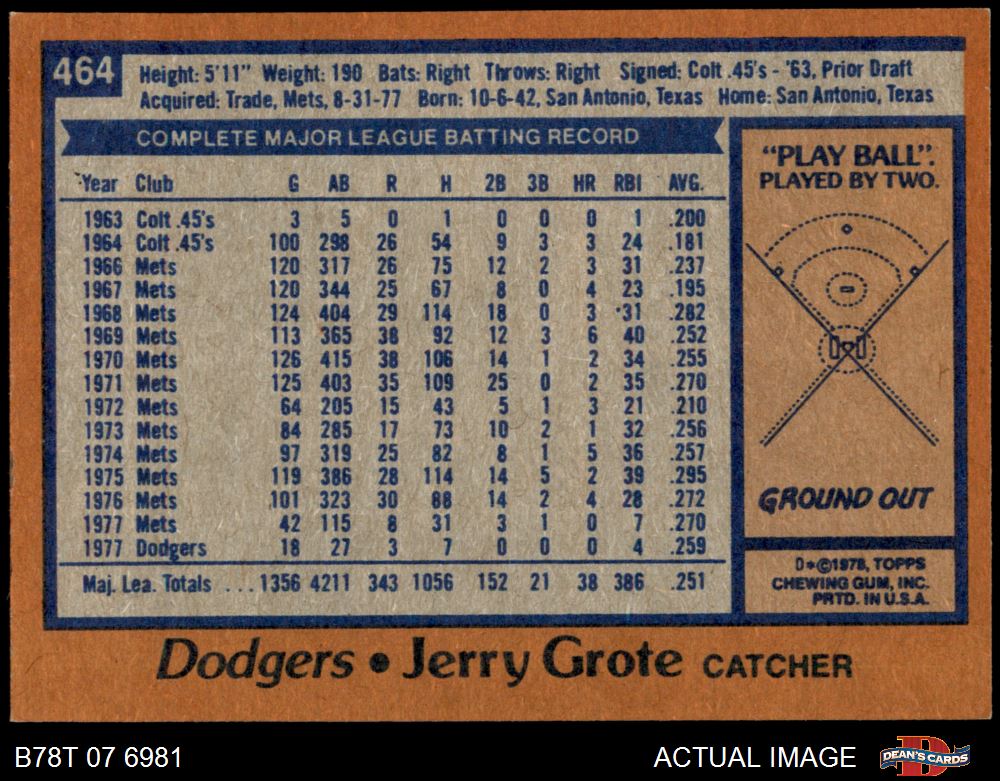 464
Height: 5'11" Weight: 190 Bats: Right Throws: Right Signed: Colt .45's - '63, Prior Draft
Acquired: Trade, Mets, 8-31-77 Born: 10-6-42, San Antonio, Texas Home: San Antonio, Texas
COMPLETE MAJOR LEAGUE BATTING RECORD
Year Club G AB R H 2B 3B HR RBI AVG.
1963 Colt .45's 3 5 0 1 0 0 0 1 .200
1964 Colt .45's 100 298 26 54 9 3 3 24 .181
1966 Mets 120 317 26 75 12 2 3 31 .237
1967 Mets 120 344 25 67 8 0 4 23 .195
1968 Mets 124 404 29 114 18 0 3 31 .282
1969 Mets 113 365 38 92 12 3 6 40 .252
1970 Mets 126 415 38 106 14 1 2 34 .255
1971 Mets 125 403 35 109 25 0 2 35 .270
1972 Mets 64 205 15 43 5 1 3 21 .210
1973 Mets 84 285 17 73 10 2 1 32 .256
1974 Mets 97 319 25 82 8 1 5 36 .257
1975 Mets 119 386 28 114 14 5 2 39 .295
1976 Mets 101 323 30 88 14 2 4 28 .272
1977 Mets 42 115 8 31 3 1 0 7 .270
1977 Dodgers 18 27 3 7 0 0 0 4 .259
Maj. Lea. Totals ... 1356 4211 343 1056 152 21 38 386 .251
"PLAY BALL".
PLAYED BY TWO.
GROUND OUT
D*©1978, TOPPS
CHEWING GUM, INC.
PRTD. IN U.S.A.
Dodgers • Jerry Grote CATCHER
B78T 07 6981
ACTUAL IMAGE
D
DEAN'S CARDS